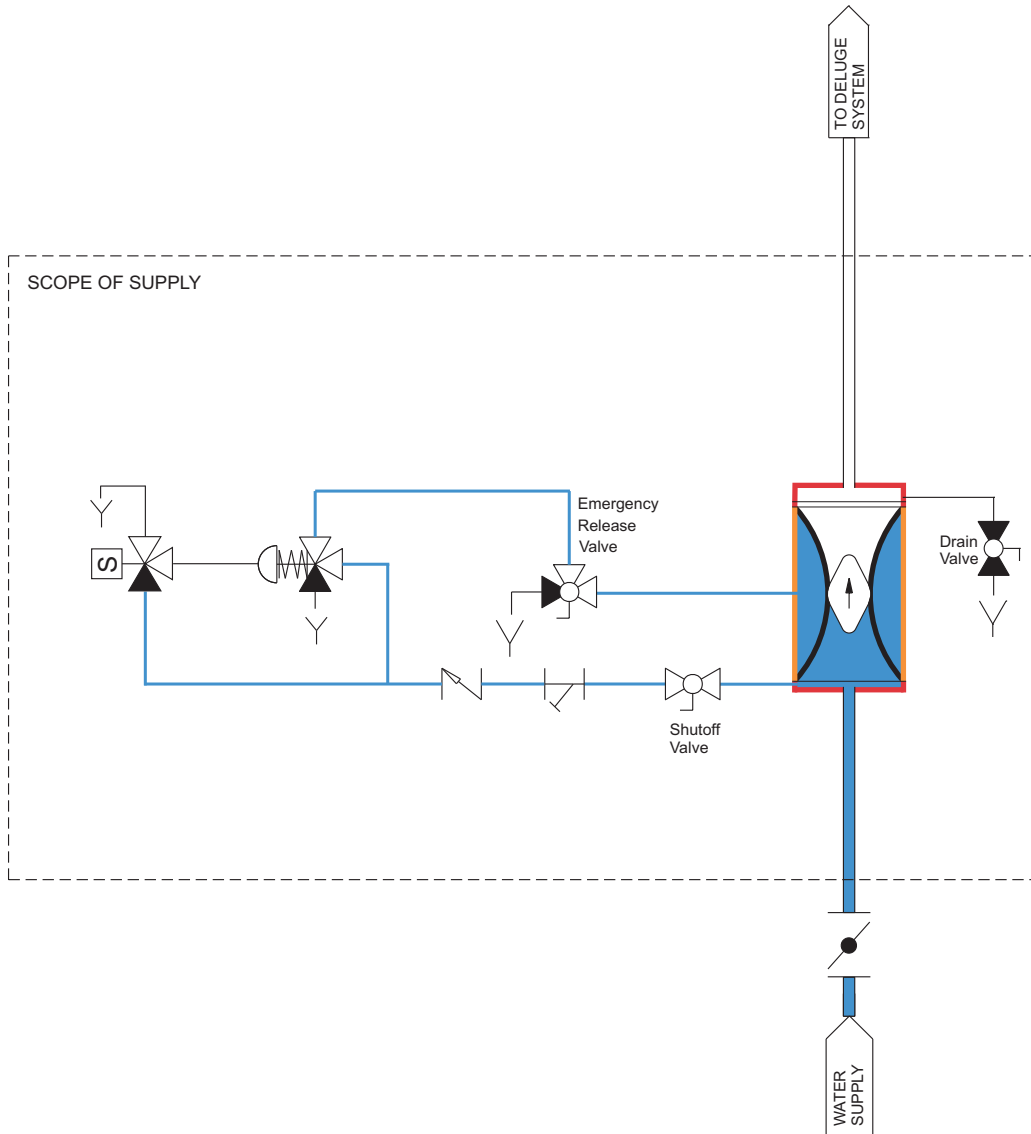 TO DELUGE
SYSTEM
SCOPE OF SUPPLY
Emergency
Release
Valve
Drain
Valve
S
Shutoff
Valve
WATER
SUPPLY